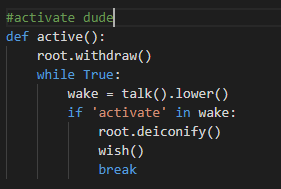 #activate dude
def active():
    root.withdraw()
    while True:
        wake = talk().lower()
        if 'activate' in wake:
            root.deiconify()
            wish()
            break